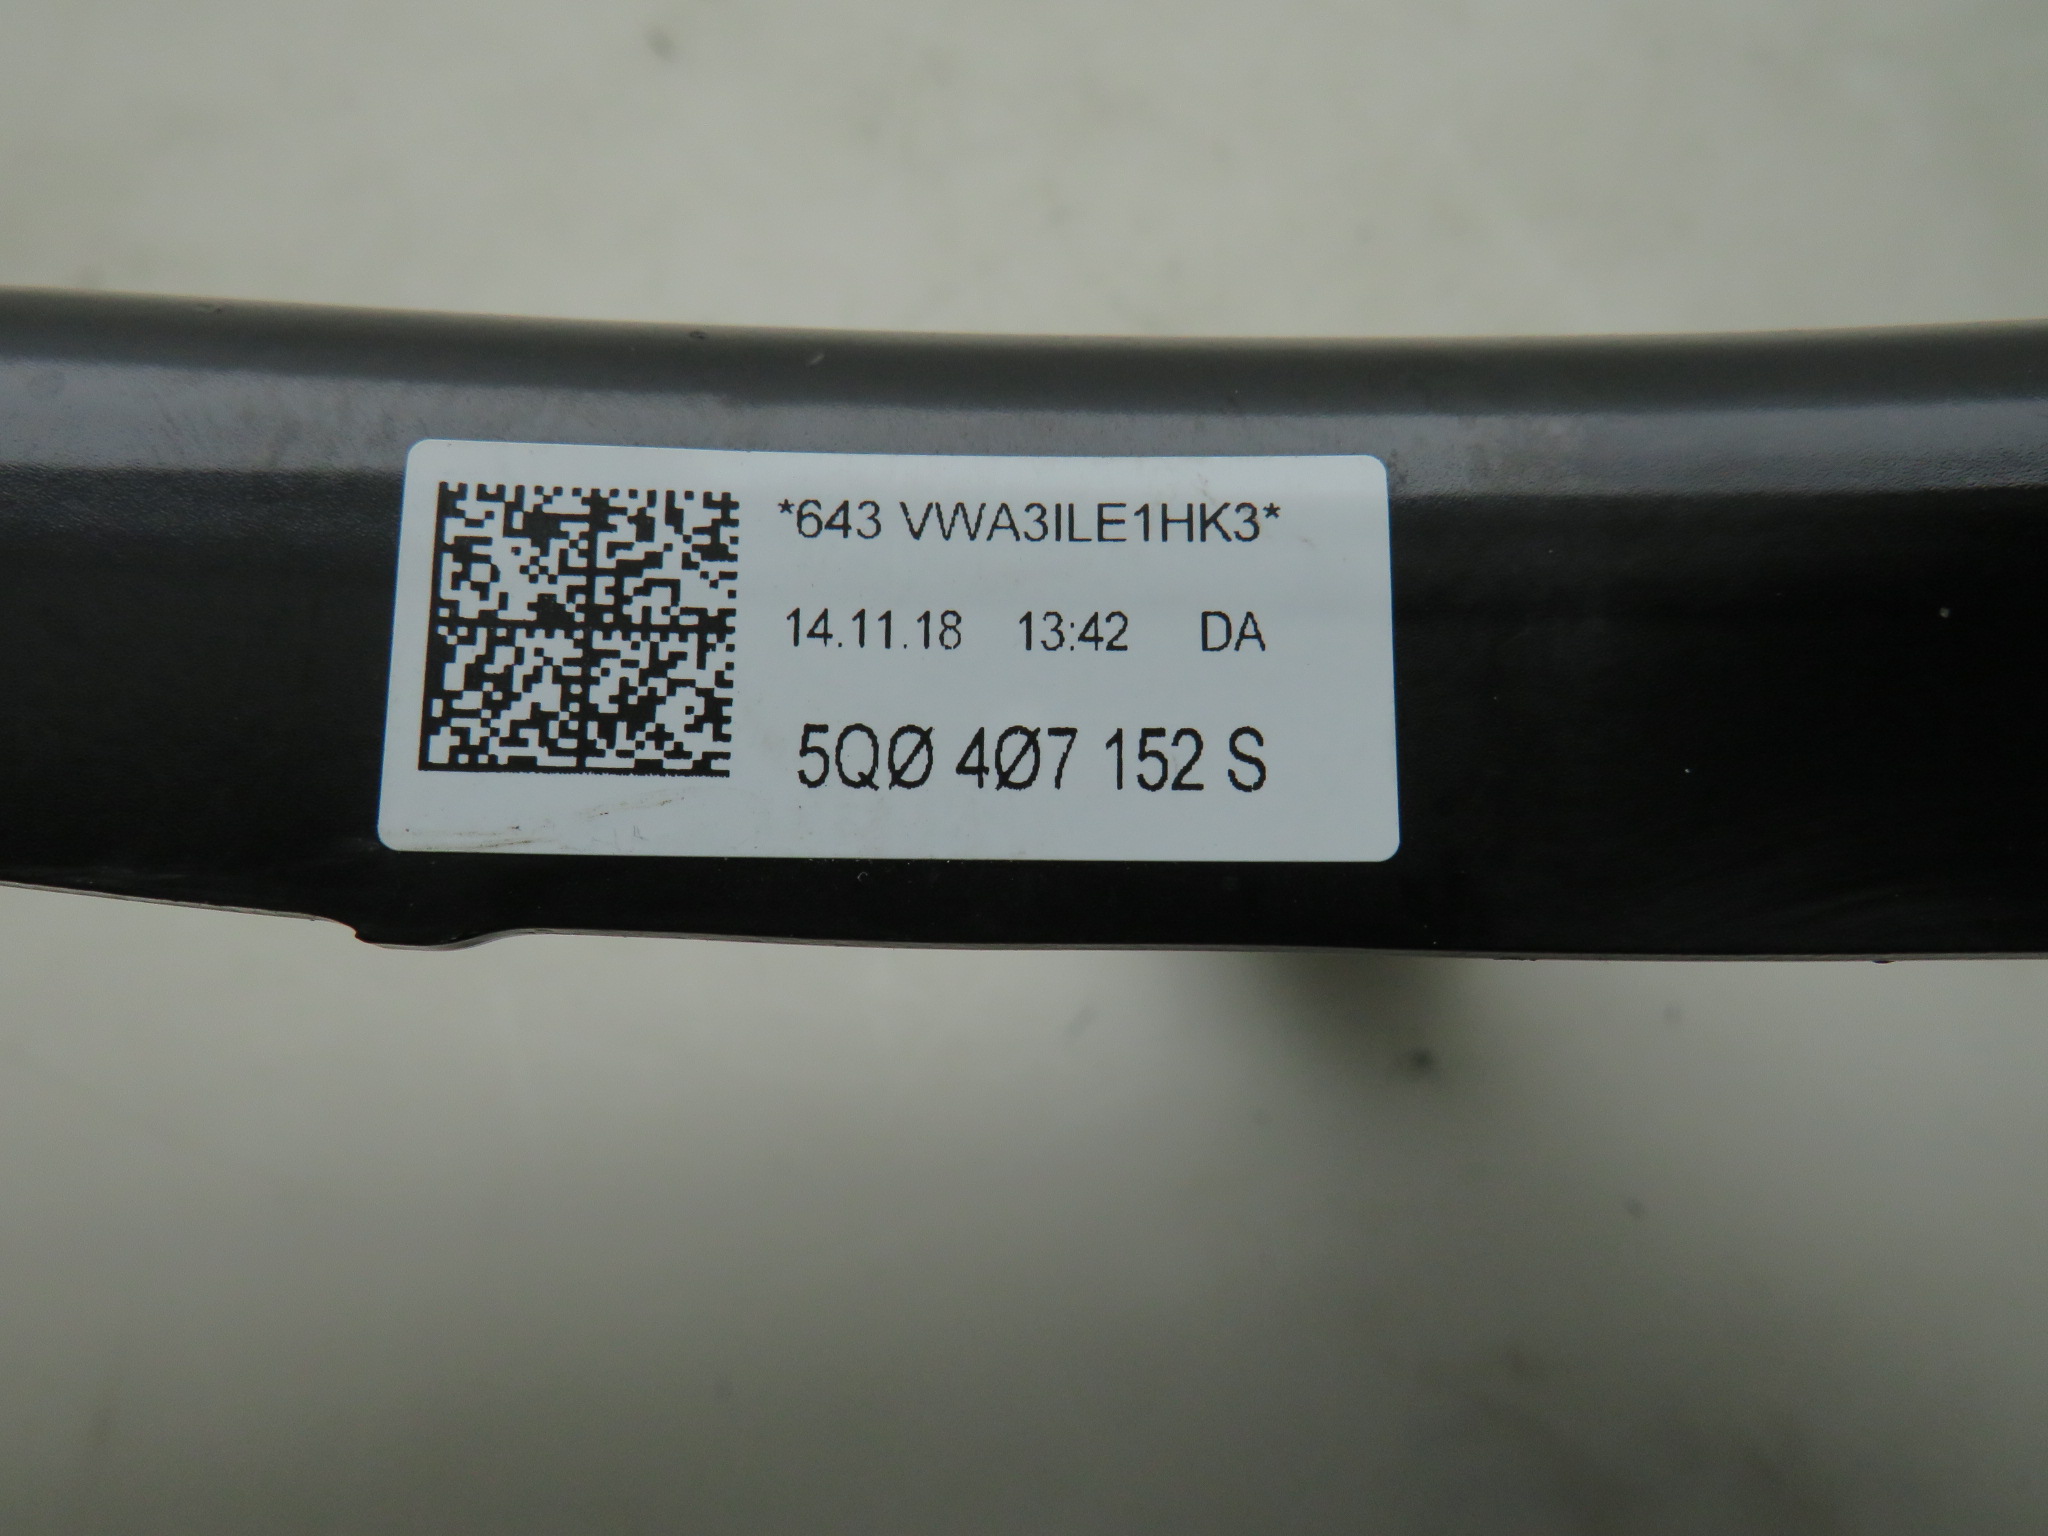 *643 VWA3ILE1HK3*
14.11.18 13:42 DA
5QØ 4Ø7 152 S